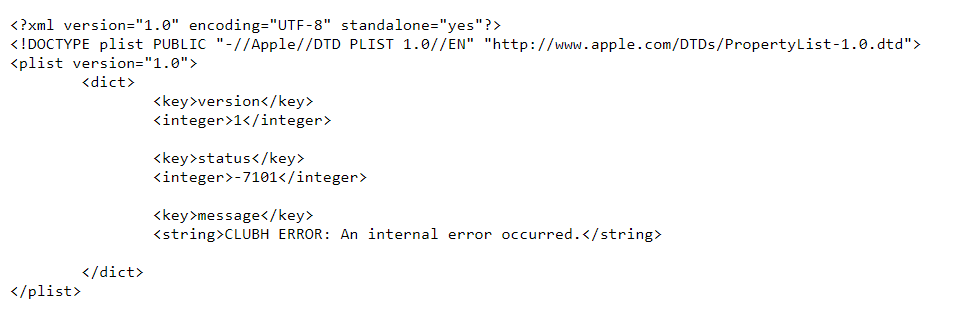 <?xml version="1.0" encoding="UTF-8" standalone="yes"?>
<!DOCTYPE plist PUBLIC "-//Apple//DTD PLIST 1.0//EN" "http://www.apple.com/DTDs/PropertyList-1.0.dtd">
<plist version="1.0">
<dict>
<key>version</key>
<integer>1</integer>
<key>status</key>
<integer>-7101</integer>
<key>message</key>
<string>CLUBH ERROR: An internal error occurred.</string>
</dict>
</plist>